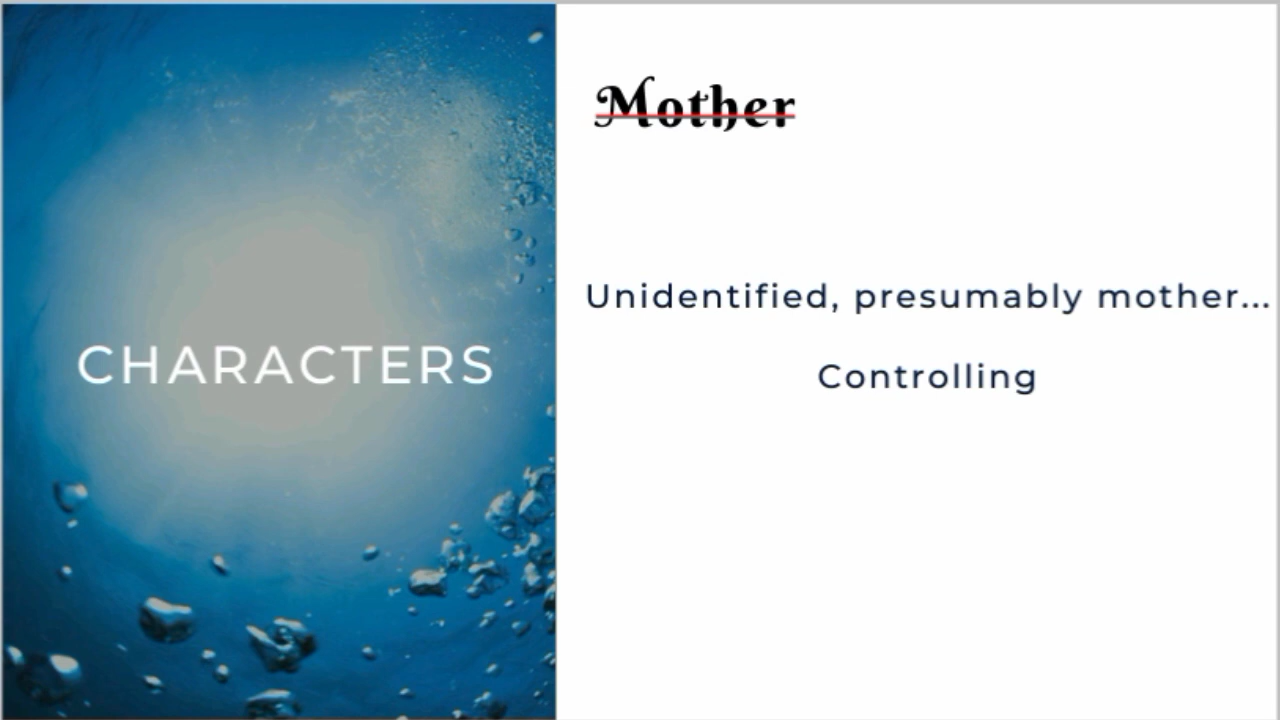 CHARACTERS
Mother
Unidentified, presumably mother...
Controlling